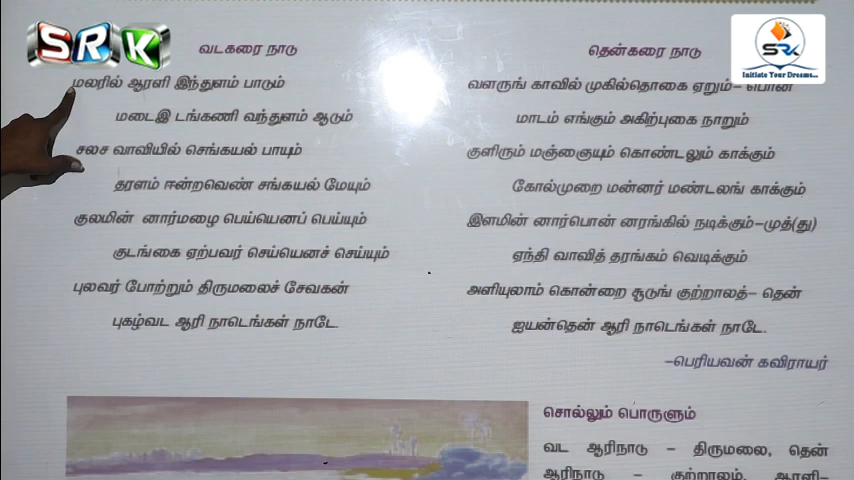 SRK
SRK
Initiate Your Dreams...
வடகரை நாடு
மலரில் ஆரளி இந்துளம் பாடும்
மடைஇ டங்கணி வந்துளம் ஆடும்
சலச வாவியில் செங்கயல் பாயும்
தரளம் ஈன்றவெண் சங்கயல் மேயும்
குலமின் னார்மழை பெய்யெனப் பெய்யும்
குடங்கை ஏற்பவர் செய்யெனச் செய்யும்
புலவர் போற்றும் திருமலைச் சேவகன்
புகழ்வட ஆரி நாடெங்கள் நாடே.
தென்கரை நாடு
வளருங் காவில் முகில்தொகை ஏறும்– பொன்
மாடம் எங்கும் அகிற்புகை நாறும்
குளிரும் மஞ்ஞையும் கொண்டலும் காக்கும்
கோல்முறை மன்னர் மண்டலங் காக்கும்
இளமின் னார்பொன் னரங்கில் நடிக்கும்–முத்(து)
ஏந்தி வாவித் தரங்கம் வெடிக்கும்
அளியுலாம் கொன்றை சூடுங் குற்றாலத்– தென்
ஐயன்தென் ஆரி நாடெங்கள் நாடே.
–பெரியவன் கவிராயர்
சொல்லும் பொருளும்
வட ஆரிநாடு – திருமலை, தென்
ஆரிநாடு – குற்றாலம், ஆரளி–